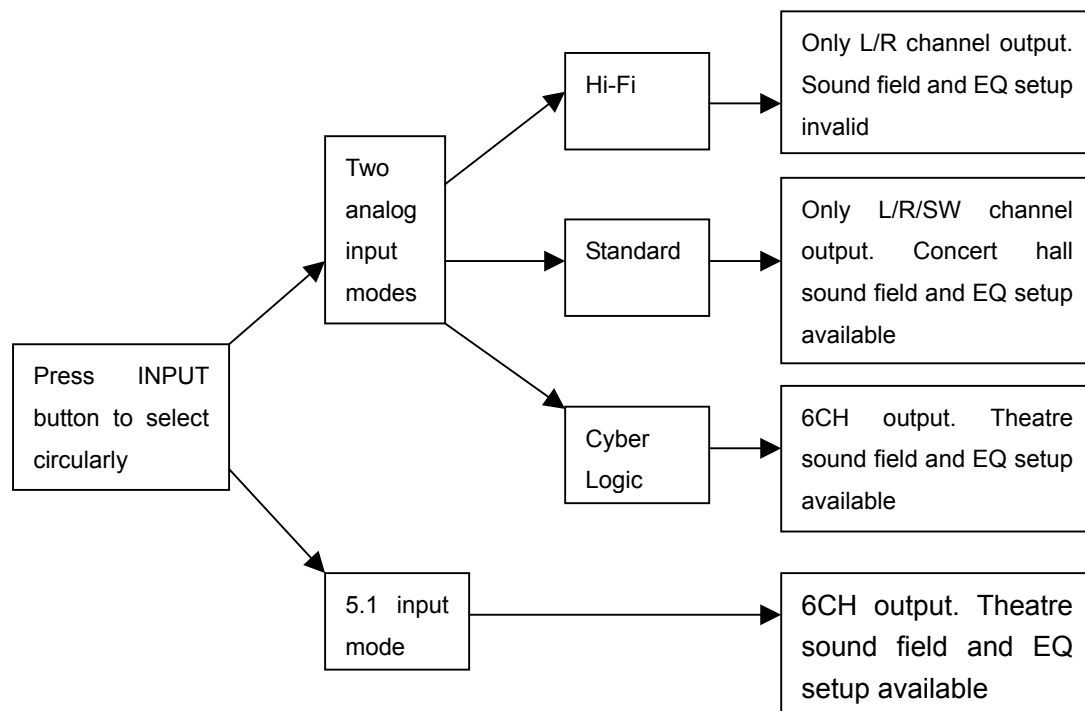 Press INPUT
button to select
circularly
Two
analog
input
modes
5.1 input
mode
Hi-Fi
Standard
Cyber
Logic
Only L/R channel output.
Sound field and EQ setup
invalid
Only L/R/SW channel
output. Concert hall
sound field and EQ setup
available
6CH output. Theatre
sound field and EQ setup
available
6CH output. Theatre
sound field and EQ
setup available